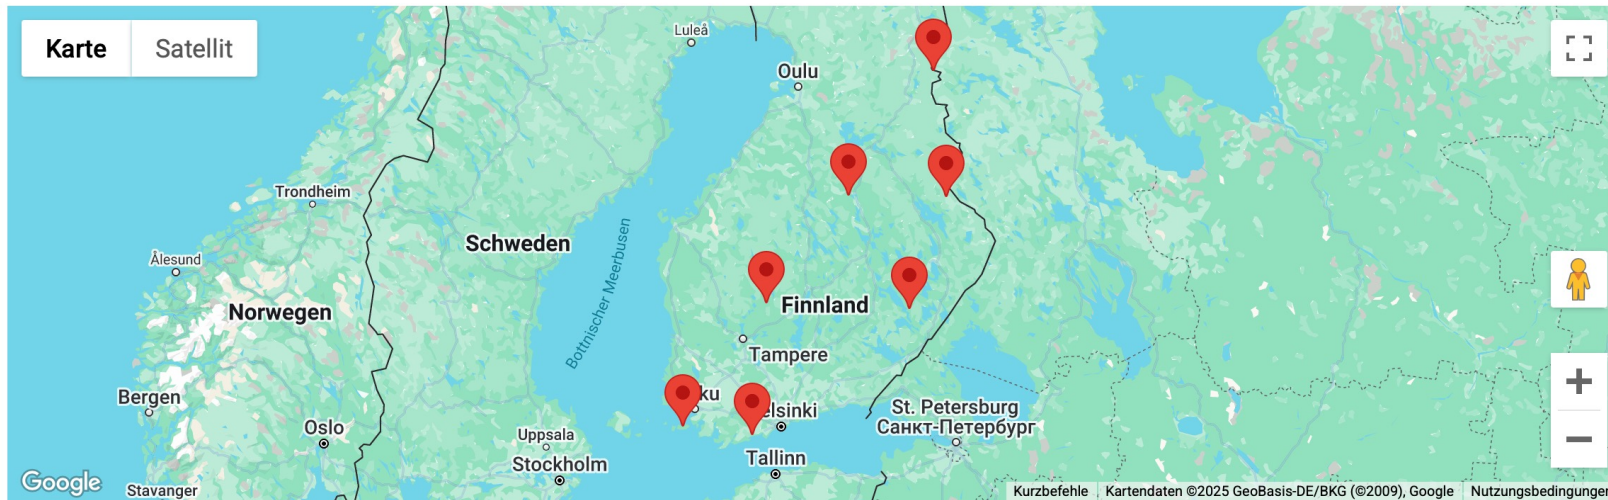 Karte
Satellit
Luleå
Oulu
Trondheim
Schweden
Bottnischer Meerbusen
Ålesund
Norwegen
Finnland
Tampere
Bergen
ku
elsinki
St. Petersburg
Санкт-Петербург
Oslo
Uppsala
Stockholm
Tallinn
Google
Stavanger
Kurzbefehle
Kartendaten ©2025 GeoBasis-DE/BKG (©2009), Google
Nutzungsbedingungen